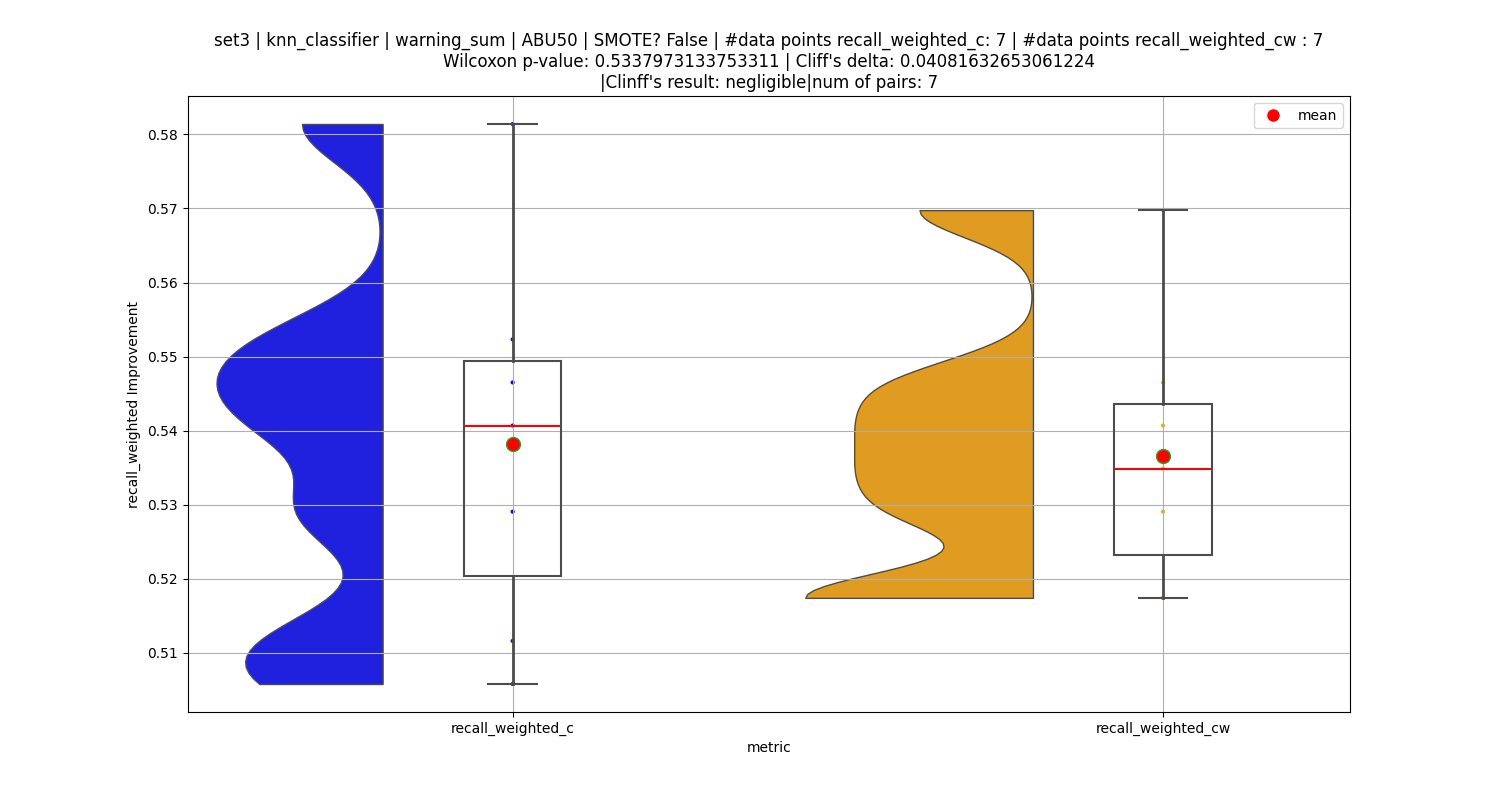 set3 | knn_classifier | warning_sum | ABU50 | SMOTE? False | #data points recall_weighted_c: 7 | #data points recall_weighted_cw : 7
Wilcoxon p-value: 0.5337973133753311 | Cliff's delta: 0.04081632653061224
|Clinff's result: negligible|num of pairs: 7
mean
0.58
0.57
0.56
0.55
0.54
0.53
0.52
0.51
recall_weighted Improvement
recall_weighted_c
recall_weighted_cw
metric